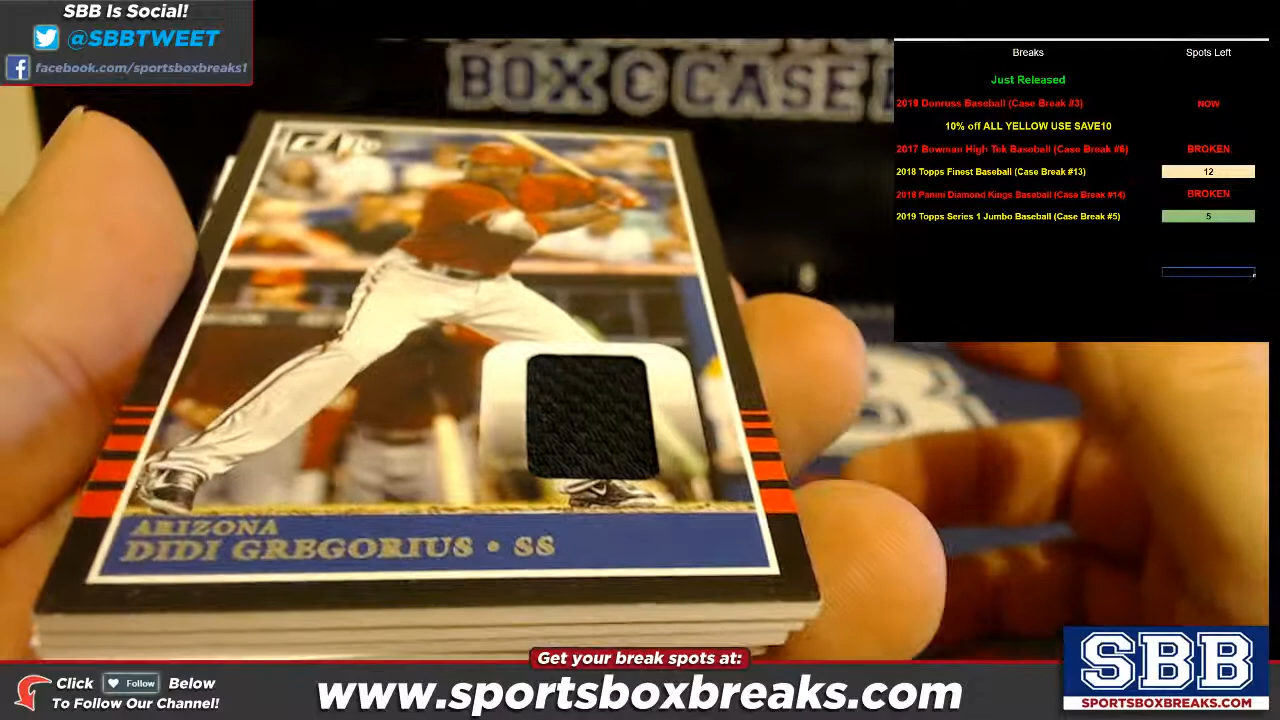 SBB Is Social!
@SBBTWEET
facebook.com/sportsboxbreaks1
BOX & CASE
Breaks Spots Left
Just Released
2019 Donruss Baseball (Case Break #3) NOW
10% off ALL YELLOW USE SAVE10
2017 Bowman High Tek Baseball (Case Break #6) BROKEN
2018 Topps Finest Baseball (Case Break #13) 12
2018 Panini Diamond Kings Baseball (Case Break #14) BROKEN
2019 Topps Series 1 Jumbo Baseball (Case Break #5) 5
ARIZONA
DIDI GREGORIUS • SS
Get your break spots at:
www.sportsboxbreaks.com
Click Follow Below
To Follow Our Channel!
SBB
SPORTSBOXBREAKS.COM